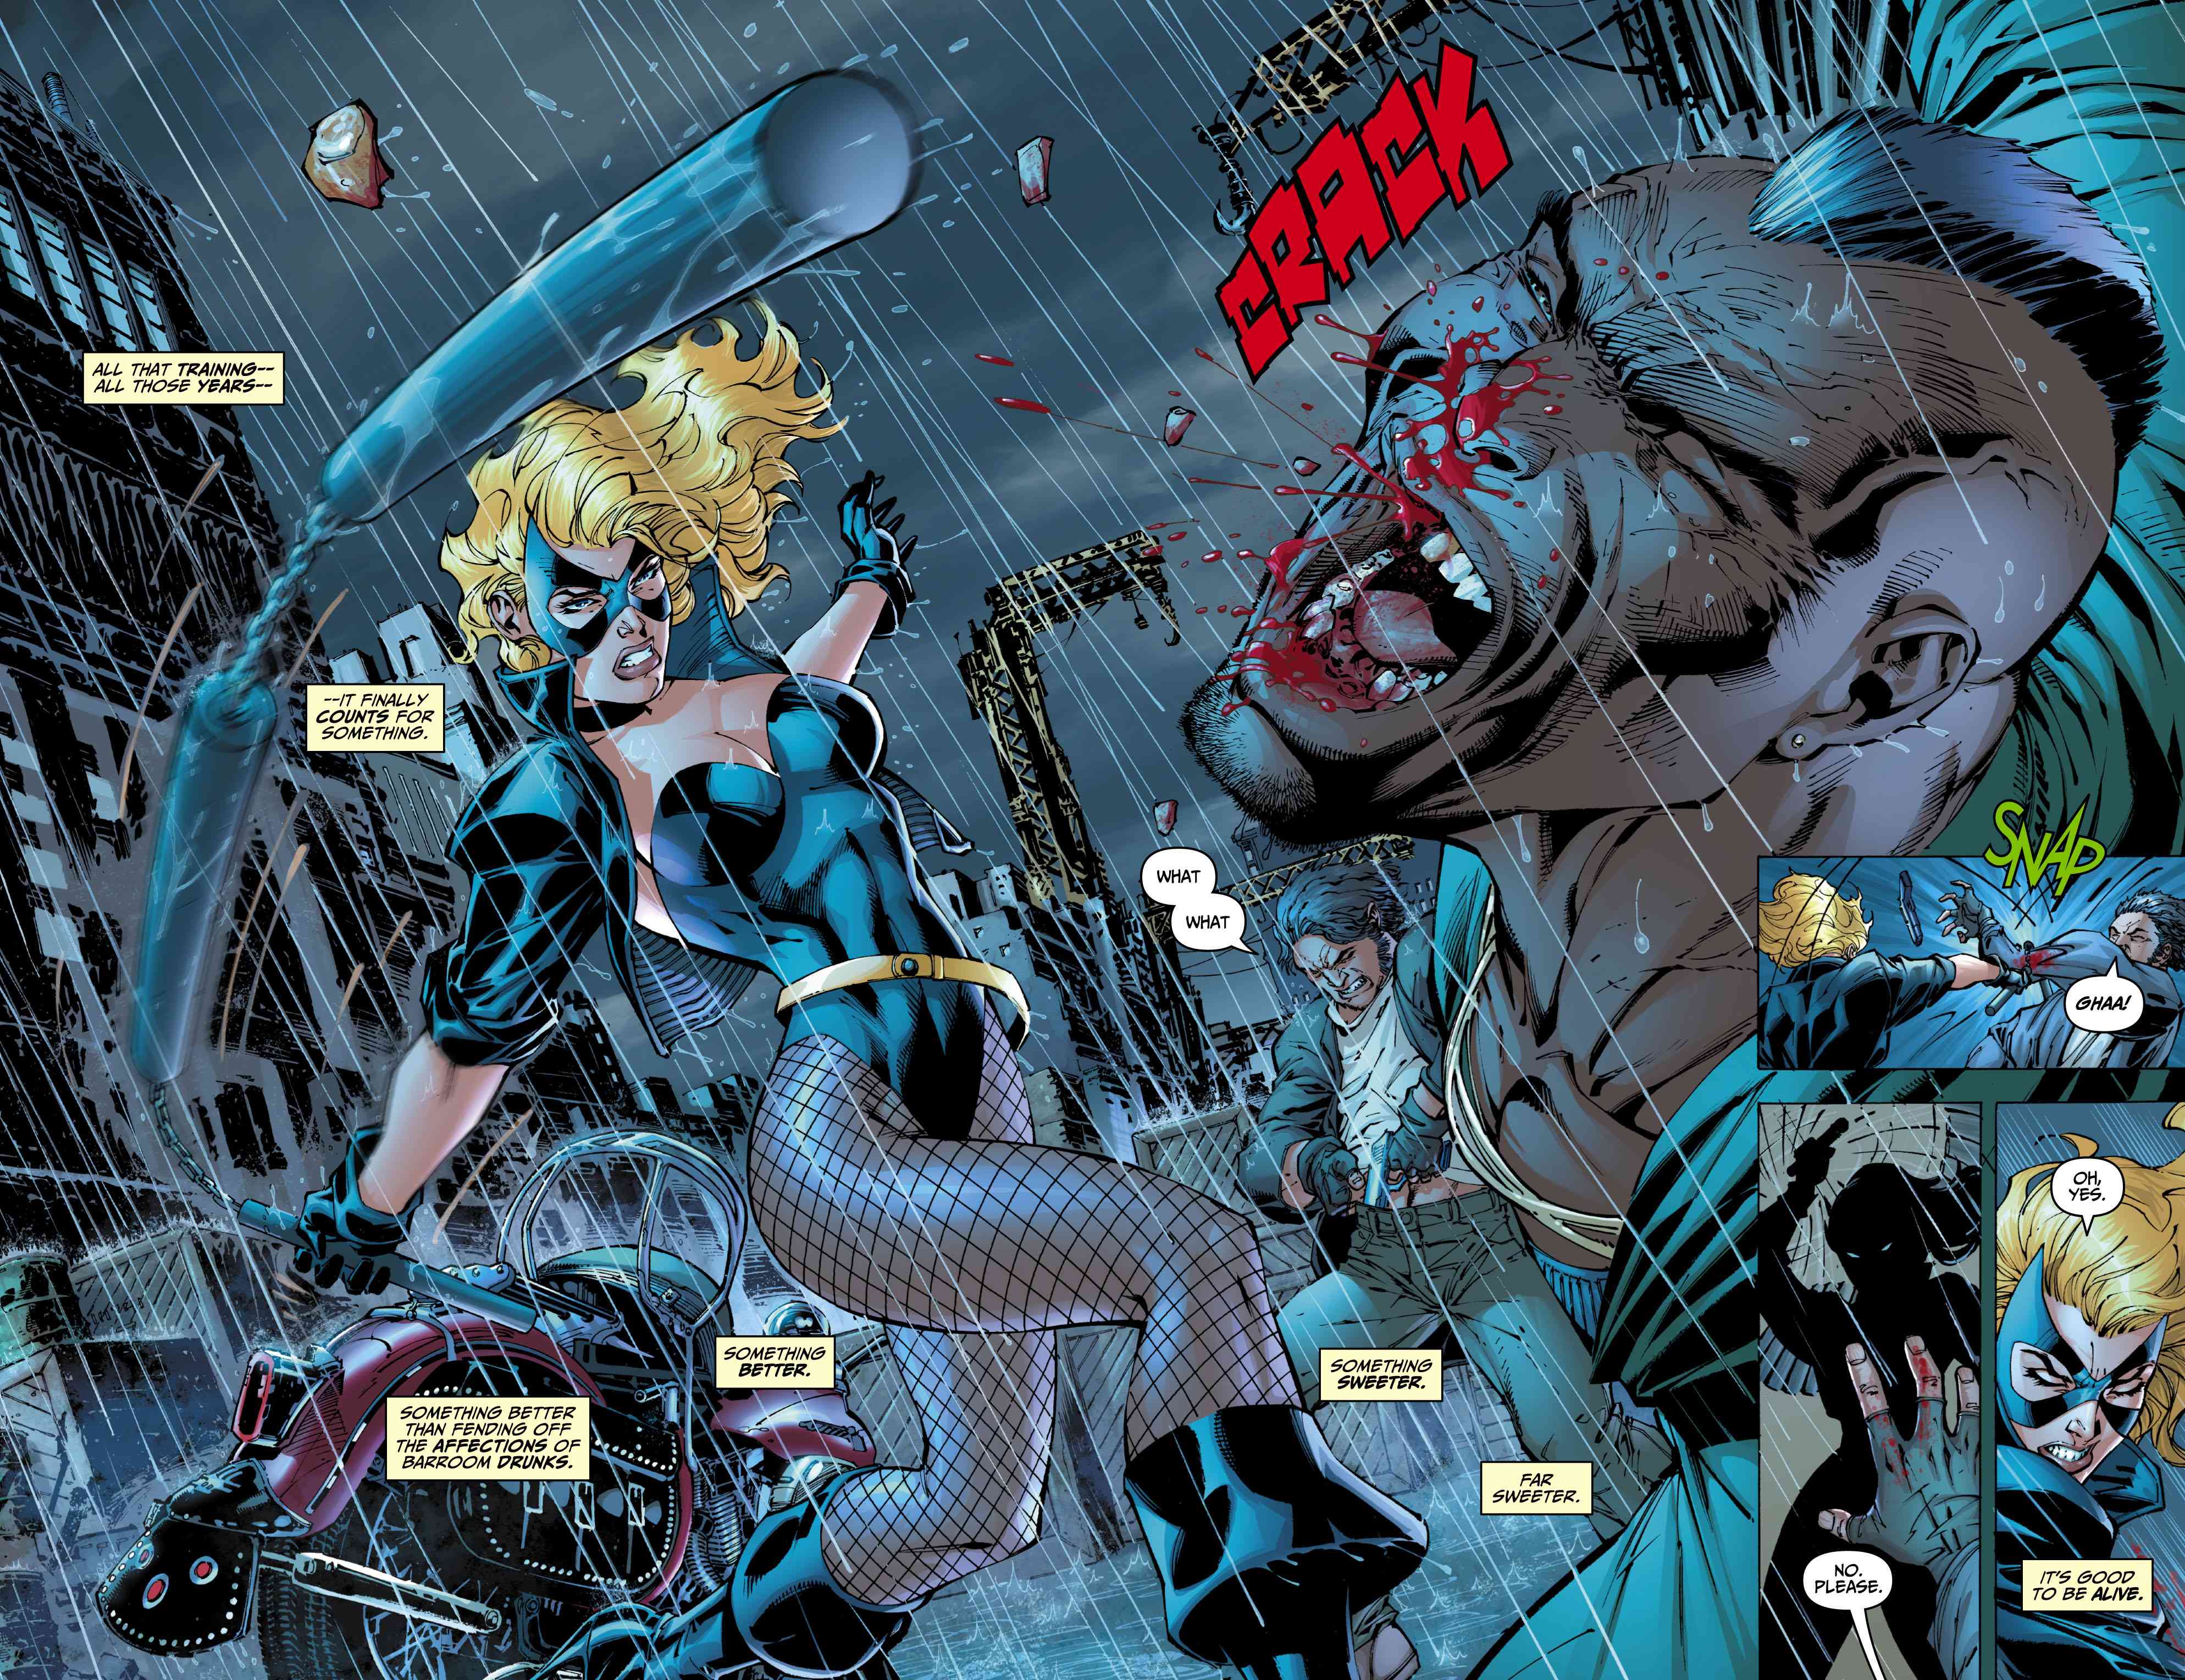 ALL THAT TRAINING--
ALL THOSE YEARS--
--IT FINALLY
COUNTS FOR
SOMETHING.
CRACK
WHAT
WHAT
SOMETHING BETTER
THAN FENDING OFF
THE AFFECTIONS OF
BARROOM DRUNKS.
SOMETHING
BETTER.
SOMETHING
SWEETER.
FAR
SWEETER.
SNAP
GHAA!
NO.
PLEASE.
OH,
YES.
IT'S GOOD
TO BE ALIVE.